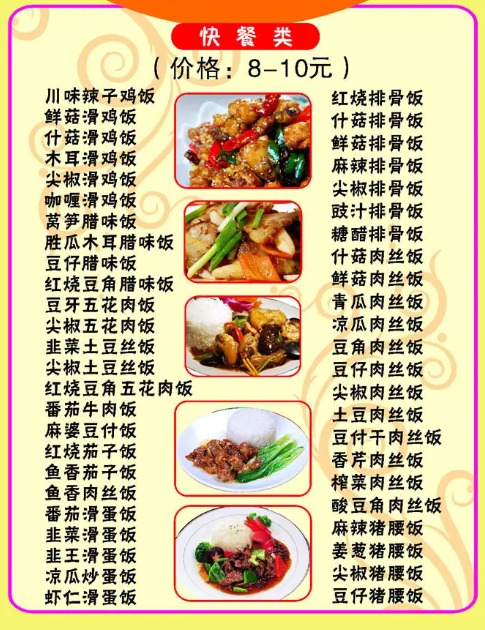 快餐类
（价格：8-10元）
川味辣子鸡饭
鲜菇滑鸡饭
什菇滑鸡饭
木耳滑鸡饭
尖椒滑鸡饭
咖喱滑鸡饭
莴笋腊味饭
胜瓜木耳腊味饭
豆仔腊味饭
红烧豆角腊味饭
豆牙五花肉饭
尖椒五花肉饭
韭菜土豆丝饭
尖椒土豆丝饭
红烧豆角五花肉饭
番茄牛肉饭
麻婆豆付饭
红烧茄子饭
鱼香茄子饭
鱼香肉丝饭
番茄滑蛋饭
韭菜滑蛋饭
韭王滑蛋饭
凉瓜炒蛋饭
虾仁滑蛋饭
红烧排骨饭
什菇排骨饭
鲜菇排骨饭
麻辣排骨饭
尖椒排骨饭
豉汁排骨饭
糖醋排骨饭
什菇肉丝饭
鲜菇肉丝饭
青瓜肉丝饭
凉瓜肉丝饭
豆角肉丝饭
豆仔肉丝饭
尖椒肉丝饭
土豆肉丝饭
豆付干肉丝饭
香芹肉丝饭
榨菜肉丝饭
酸豆角肉丝饭
麻辣猪腰饭
姜葱猪腰饭
尖椒猪腰饭
豆仔猪腰饭